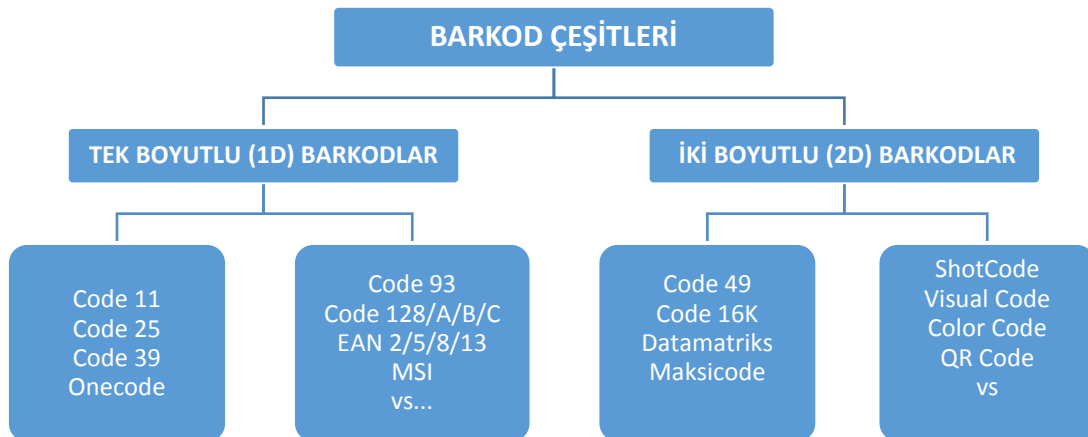 BARKOD ÇEŞİTLERİ
TEK BOYUTLU (1D) BARKODLAR
İKİ BOYUTLU (2D) BARKODLAR
Code 11
Code 25
Code 39
Onecode
Code 93
Code 128/A/B/C
EAN 2/5/8/13
MSI
vs...
Code 49
Code 16K
Datamatriks
Maksicode
ShotCode
Visual Code
Color Code
QR Code
vs